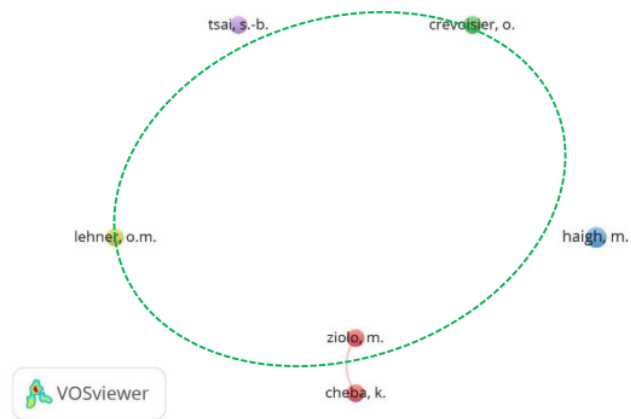 tsai, s.-b.
crevoisier, o.
lehner, o.m.
haigh, m.
ziolo, m.
cheba, k.
VOSviewer